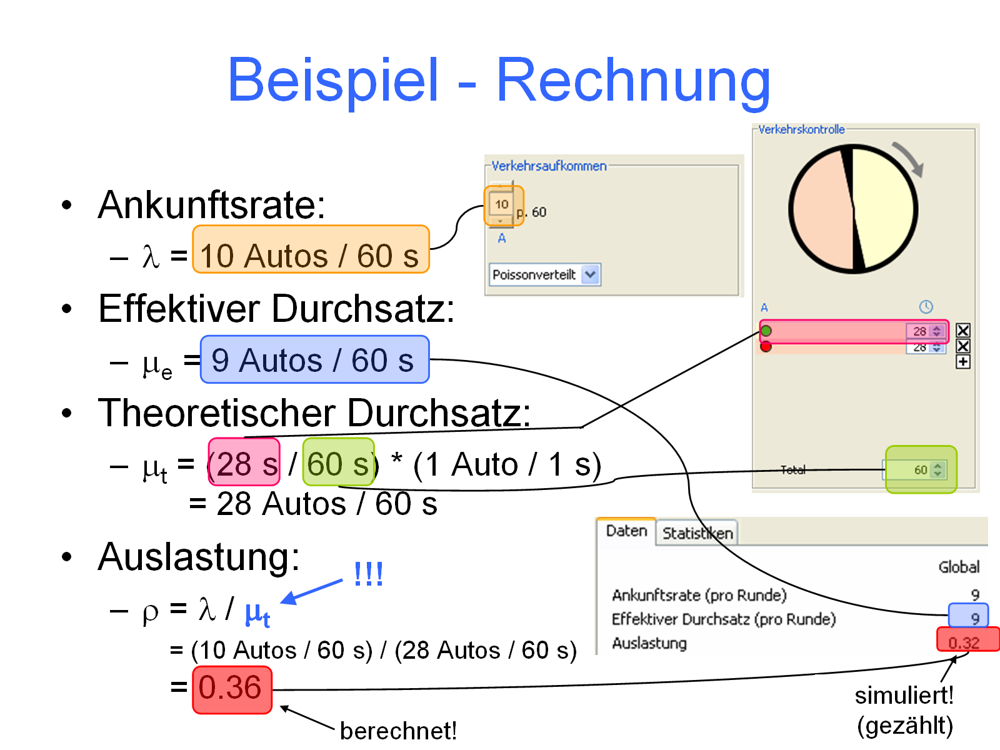 Beispiel - Rechnung
• Ankunftsrate:
– λ = 10 Autos / 60 s
• Effektiver Durchsatz:
– μe = 9 Autos / 60 s
• Theoretischer Durchsatz:
– μt = (28 s / 60 s) * (1 Auto / 1 s)
= 28 Autos / 60 s
• Auslastung:
!!!
– ρ = λ / μt
= (10 Autos / 60 s) / (28 Autos / 60 s)
= 0.36
berechnet!
Verkehrsaufkommen
10 p. 60
A
Poissonverteilt
Verkehrskontrolle
A
28
28
Total 60
Daten Statistiken
Global
Ankunftsrate (pro Runde) 9
Effektiver Durchsatz (pro Runde) 9
Auslastung 0.32
simuliert!
(gezählt)